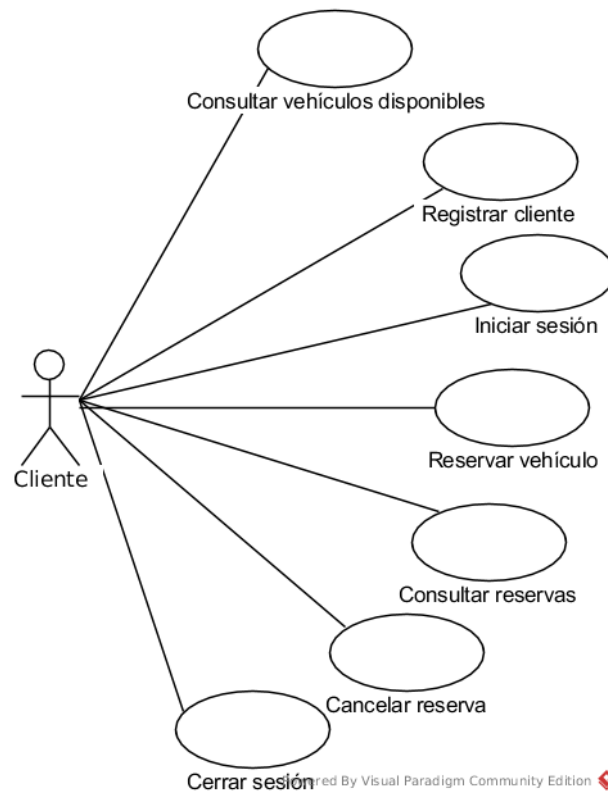 Consultar vehículos disponibles
Registrar cliente
Iniciar sesión
Reservar vehículo
Cliente
Consultar reservas
Cancelar reserva
Cerrar sesión
ered By Visual Paradigm Community Edition